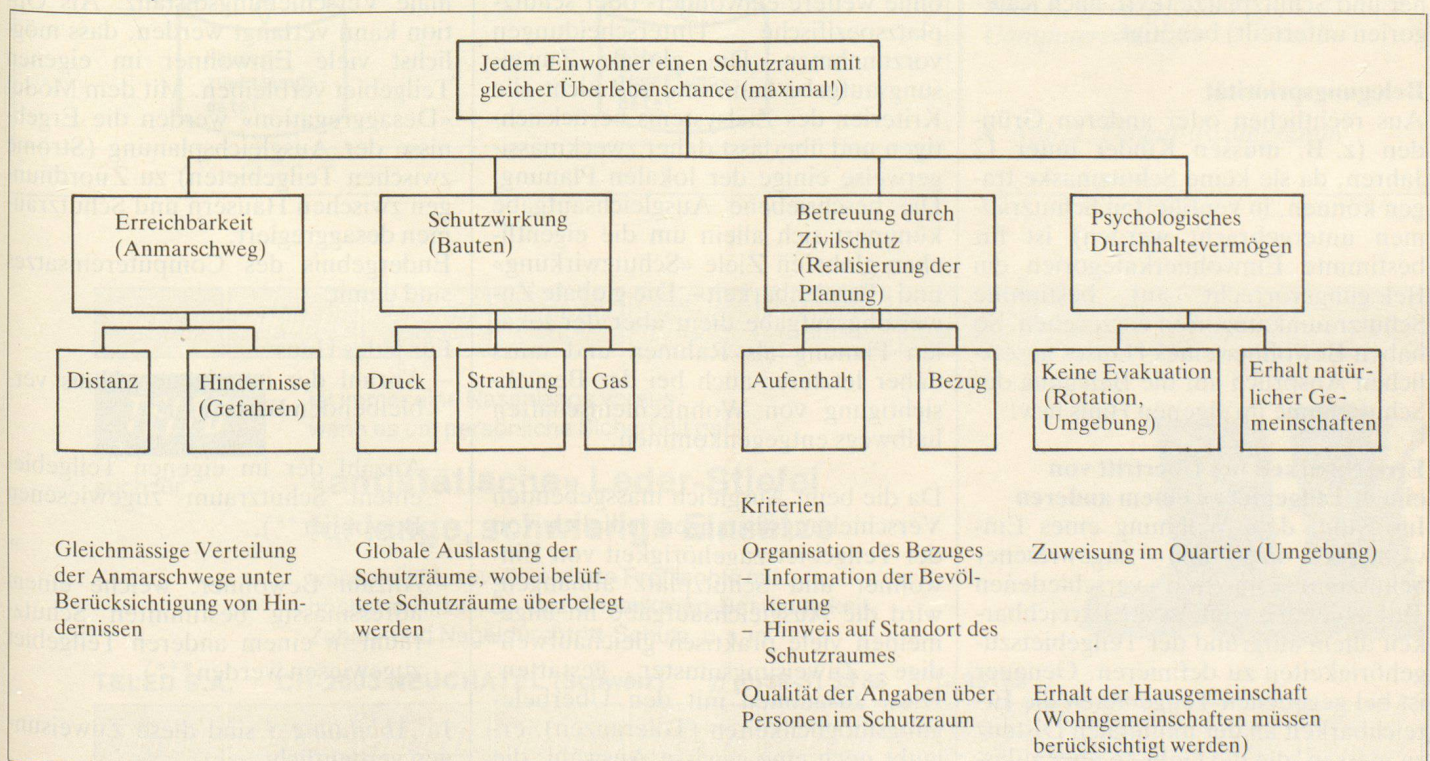 Jedem Einwohner einen Schutzraum mit
gleicher Überlebenschance (maximal!)
Erreichbarkeit
(Anmarschweg)
Schutzwirkung
(Bauten)
Betreuung durch
Zivilschutz
(Realisierung der
Planung)
Psychologisches
Durchhaltevermögen
Distanz
Hindernisse
(Gefahren)
Druck
Strahlung
Gas
Aufenthalt
Bezug
Keine Evakuation
(Rotation,
Umgebung)
Erhalt natür-
licher Ge-
meinschaften
Kriterien
Gleichmässige Verteilung
der Anmarschwege unter
Berücksichtigung von Hin-
dernissen
Globale Auslastung der
Schutzräume, wobei belüf-
tete Schutzräume überbelegt
werden
Organisation des Bezuges
– Information der Bevöl-
kerung
– Hinweis auf Standort des
Schutzraumes
Qualität der Angaben über
Personen im Schutzraum
Zuweisung im Quartier (Umgebung)
Erhalt der Hausgemeinschaft
(Wohngemeinschaften müssen
berücksichtigt werden)